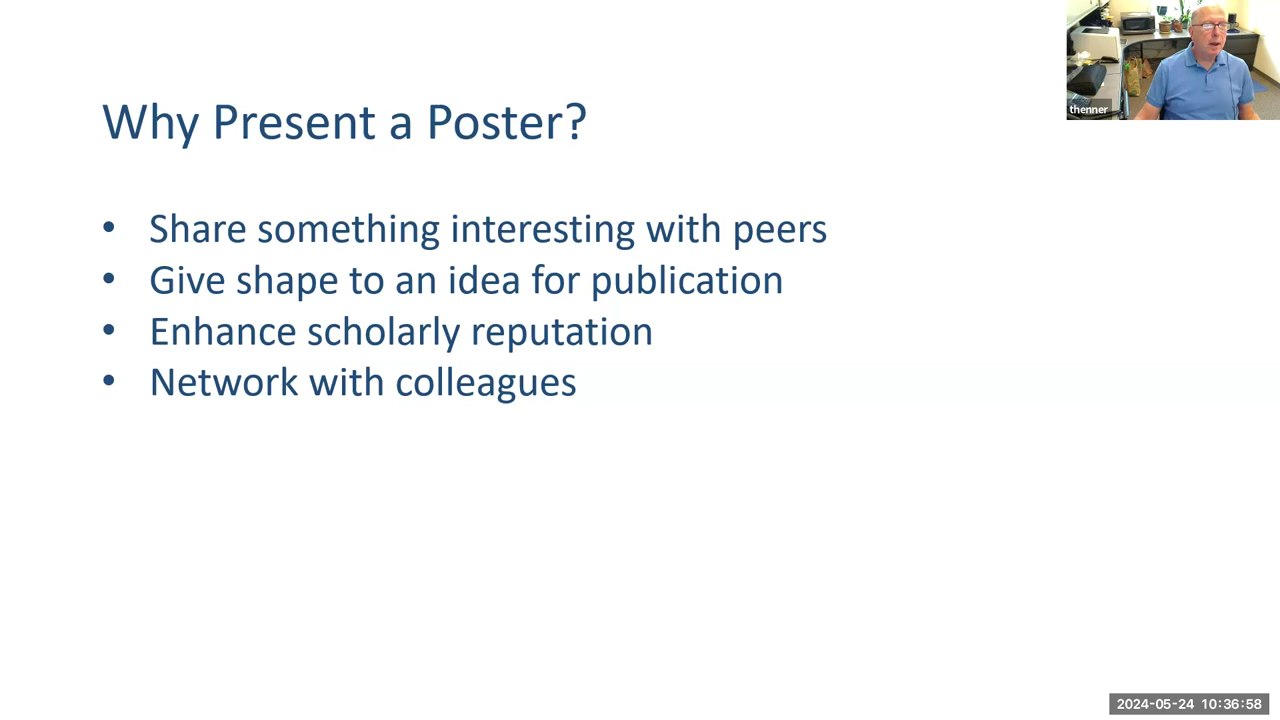 thenner
Why Present a Poster?
• Share something interesting with peers
• Give shape to an idea for publication
• Enhance scholarly reputation
• Network with colleagues
2024-05-24 10:36:58